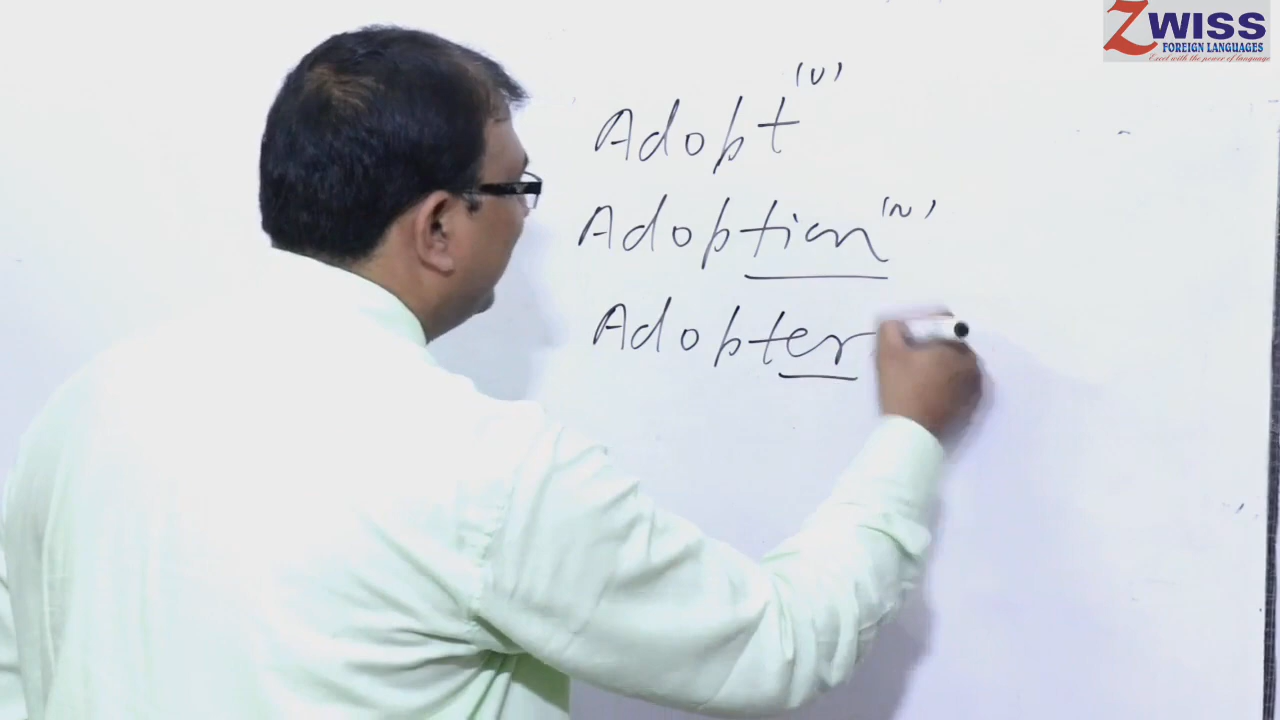 ZWISS
FOREIGN LANGUAGES
Excel with the power of language
Adopt (V)
Adoption (N)
Adopter